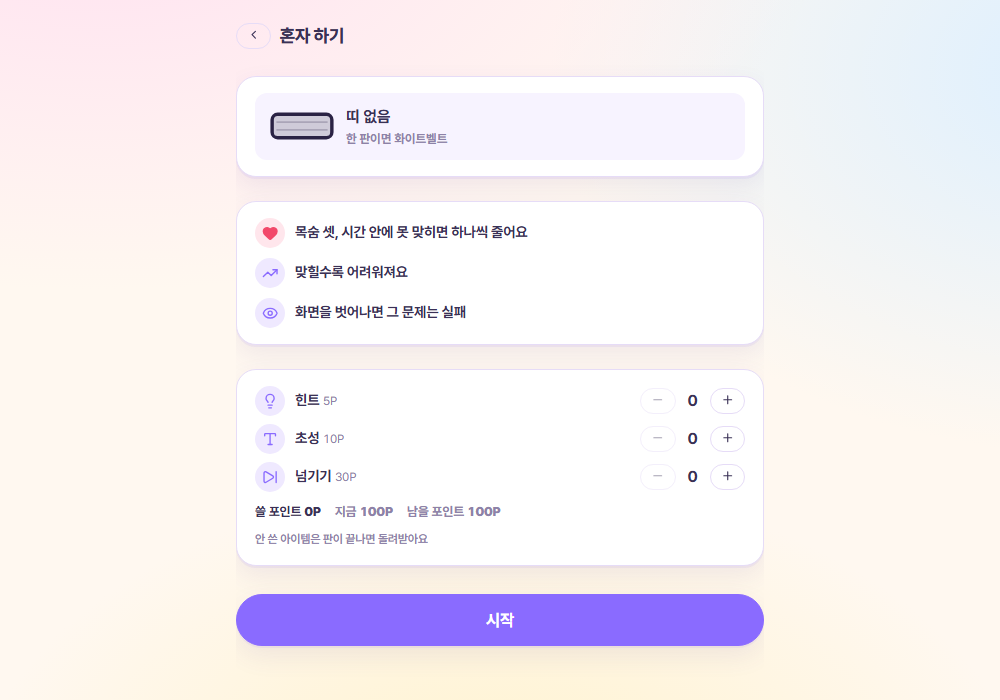 혼자 하기
띠 없음
한 판이면 화이트벨트
목숨 셋, 시간 안에 못 맞히면 하나씩 줄어요
맞힐수록 어려워져요
화면을 벗어나면 그 문제는 실패
힌트 5P − 0 +
초성 10P − 0 +
넘기기 30P − 0 +
쓸 포인트 0P 지금 100P 남을 포인트 100P
안 쓴 아이템은 판이 끝나면 돌려받아요
시작